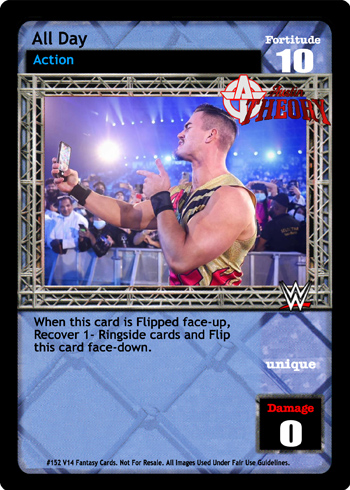 All Day
Fortitude
10
Action
Austin
THEORY
When this card is Flipped face-up,
Recover 1- Ringside cards and Flip
this card face-down.
unique
Damage
0
#152 V14 Fantasy Cards. Not For Resale. All Images Used Under Fair Use Guidelines.